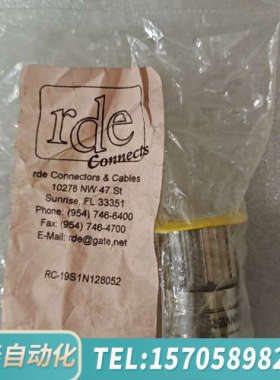 rde
Connects
rde Connectors & Cables
10278 NW 47 St
Sunrise, FL 33351
Phone: (954) 746-6400
Fax: (954) 746-4700
E-Mail: rde@gate.net
RC-19S1N128052
自动化 TEL:157058982